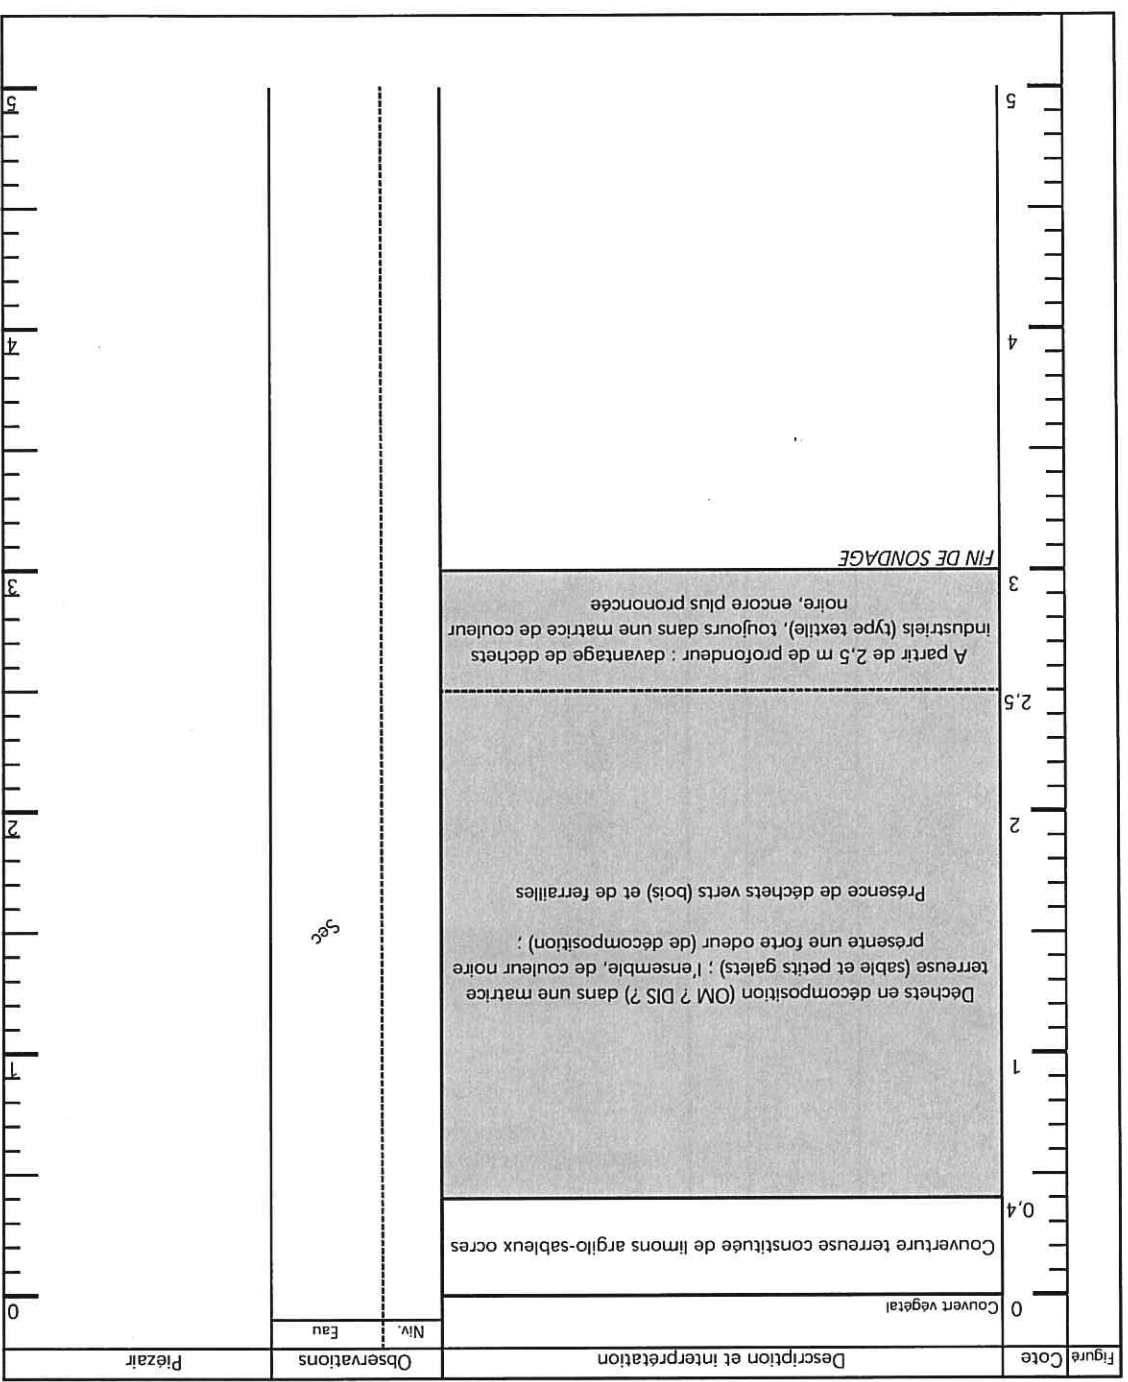 Figuré Cote Description et interprétation Observations Piézair
Niv. Eau
Couvert végétal
0 0
Couverture terreuse constituée de limons argilo-sableux ocres
0,4
1 1
Déchets en décomposition (OM ? DIS ?) dans une matrice
terreuse (sable et petits galets) ; l'ensemble, de couleur noire
présente une forte odeur (de décomposition) ;
Sec
Présence de déchets verts (bois) et de ferrailles
2 2
2,5
A partir de 2,5 m de profondeur : davantage de déchets
industriels (type textile), toujours dans une matrice de couleur
noire, encore plus prononcée
3 3
FIN DE SONDAGE
4 4
5 5